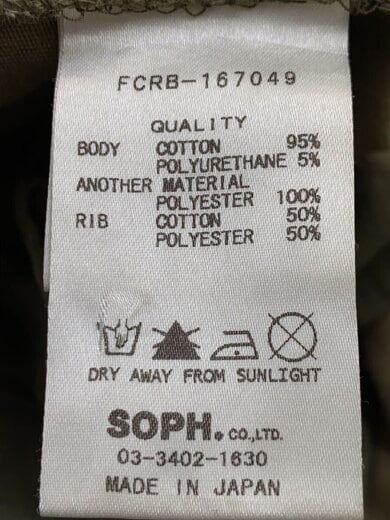 FCRB-167049
QUALITY
BODY COTTON 95%
POLYURETHANE 5%
ANOTHER MATERIAL
POLYESTER 100%
RIB COTTON 50%
POLYESTER 50%
DRY AWAY FROM SUNLIGHT
SOPH. CO.,LTD.
03-3402-1630
MADE IN JAPAN